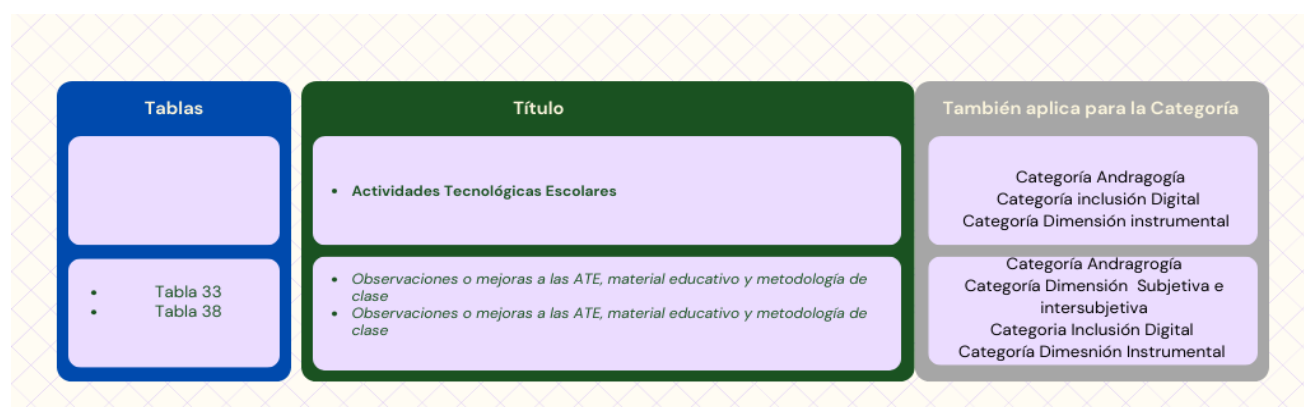 Tablas
Título
También aplica para la Categoría
• Actividades Tecnológicas Escolares
Categoría Andragogía
Categoría inclusión Digital
Categoría Dimensión instrumental
• Tabla 33
• Tabla 38
• Observaciones o mejoras a las ATE, material educativo y metodología de
clase
• Observaciones o mejoras a las ATE, material educativo y metodología de
clase
Categoría Andragrogía
Categoría Dimensión Subjetiva e
intersubjetiva
Categoria Inclusión Digital
Categoría Dimesnión Instrumental